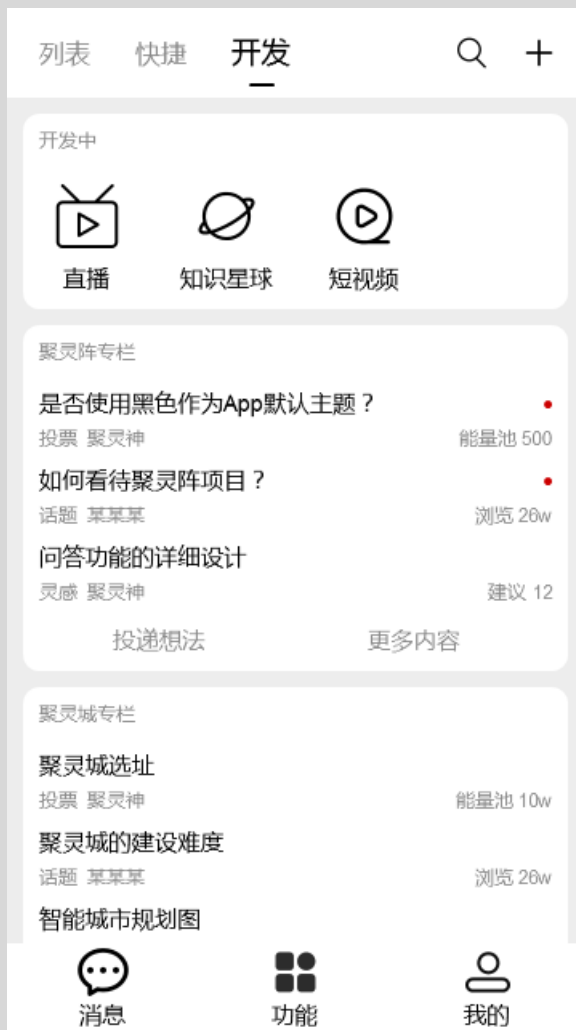 列表 快捷 开发
开发中
直播 知识星球 短视频
聚灵阵专栏
是否使用黑色作为App默认主题？
投票 聚灵神 能量池 500
如何看待聚灵阵项目？
话题 某某某 浏览 26w
问答功能的详细设计
灵感 聚灵神 建议 12
投递想法 更多内容
聚灵城专栏
聚灵城选址
投票 聚灵神 能量池 10w
聚灵城的建设难度
话题 某某某 浏览 26w
智能城市规划图
消息 功能 我的